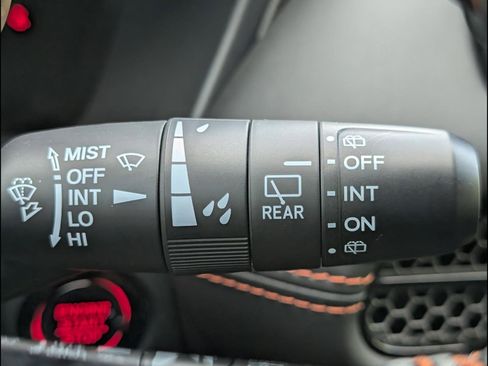 MIST
OFF
INT
LO
HI
REAR
OFF
INT
ON